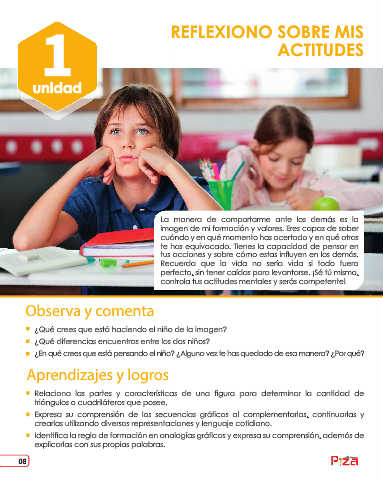 1
unidad
REFLEXIONO SOBRE MIS
ACTITUDES
La manera de comportarme ante los demás es la
imagen de mi formación y valores. Eres capaz de saber
cuándo y en qué momento has acertado y en qué otros
te has equivocado. Tienes la capacidad de pensar en
tus acciones y sobre cómo estas influyen en los demás.
Recuerda que la vida no sería vida si todo fuera
perfecto, sin tener caídas para levantarse. ¡Sé tú mismo,
controla tus actitudes mentales y serás competente!
Observa y comenta
¿Qué crees que está haciendo el niño de la imagen?
¿Qué diferencias encuentras entre los dos niños?
¿En qué crees que está pensando el niño? ¿Alguna vez te has quedado de esa manera? ¿Por qué?
Aprendizajes y logros
Relaciona las partes y características de una figura para determinar la cantidad de
triángulos o cuadriláteros que posee.
Expresa su comprensión de las secuencias gráficas al complementarlas, continuarlas y
crearlas utilizando diversas representaciones y lenguaje cotidiano.
Identifica la regla de formación en analogías gráficas y expresa su comprensión, además de
explicarlas con sus propias palabras.
08